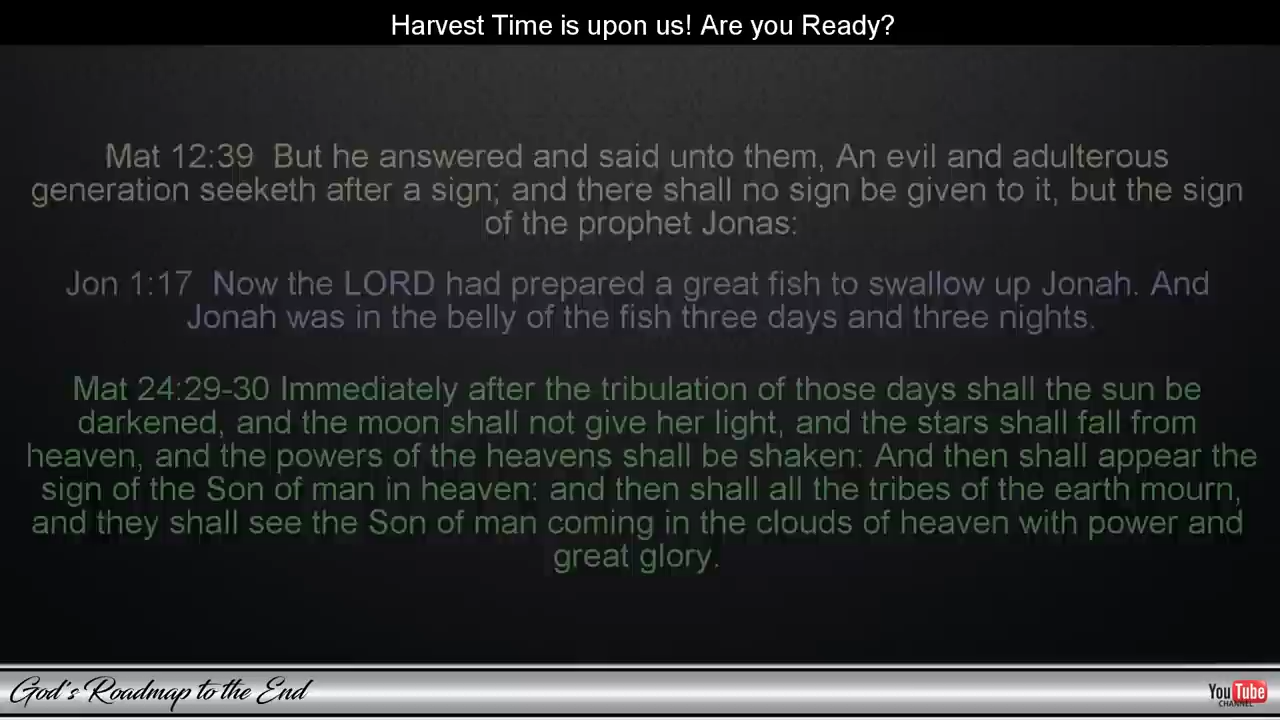 Harvest Time is upon us! Are you Ready?
Mat 12:39 But he answered and said unto them, An evil and adulterous
generation seeketh after a sign; and there shall no sign be given to it, but the sign
of the prophet Jonas:
Jon 1:17 Now the LORD had prepared a great fish to swallow up Jonah. And
Jonah was in the belly of the fish three days and three nights.
Mat 24:29-30 Immediately after the tribulation of those days shall the sun be
darkened, and the moon shall not give her light, and the stars shall fall from
heaven, and the powers of the heavens shall be shaken: And then shall appear the
sign of the Son of man in heaven: and then shall all the tribes of the earth mourn,
and they shall see the Son of man coming in the clouds of heaven with power and
great glory.
God's Roadmap to the End
YouTube
CHANNEL